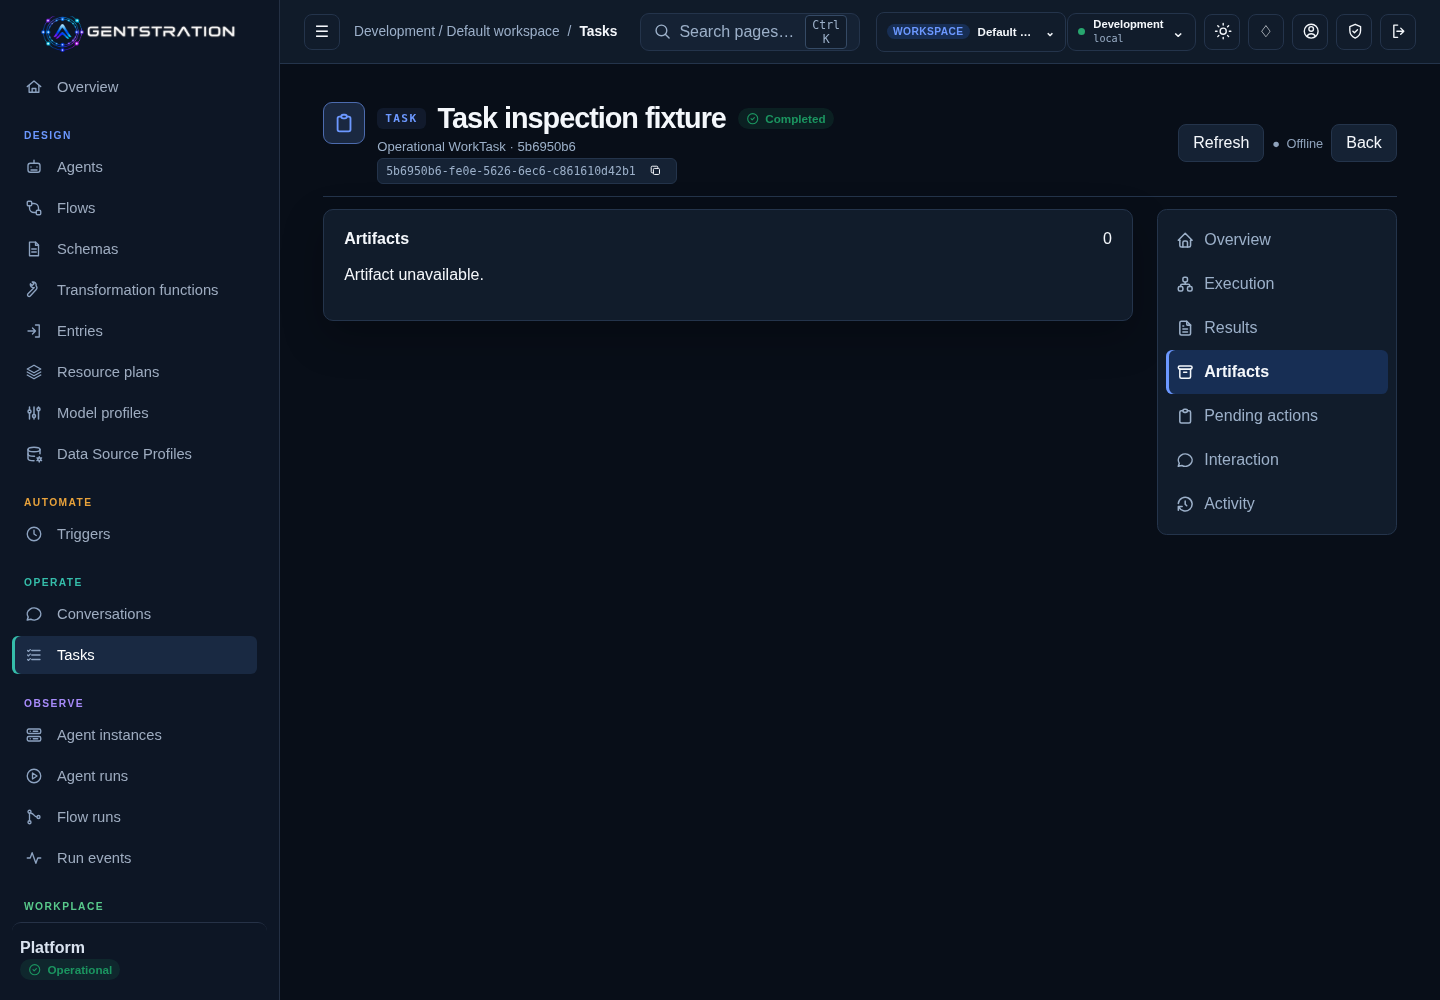 GENTSTRATION
Overview
DESIGN
Agents
Flows
Schemas
Transformation functions
Entries
Resource plans
Model profiles
Data Source Profiles
AUTOMATE
Triggers
OPERATE
Conversations
Tasks
OBSERVE
Agent instances
Agent runs
Flow runs
Run events
WORKPLACE
Platform
Operational
Development / Default workspace / Tasks
Search pages…
Ctrl
K
WORKSPACE Default …
Development
local
TASK Task inspection fixture Completed
Operational WorkTask · 5b6950b6
5b6950b6-fe0e-5626-6ec6-c861610d42b1
Refresh
Offline
Back
Artifacts 0
Artifact unavailable.
Overview
Execution
Results
Artifacts
Pending actions
Interaction
Activity